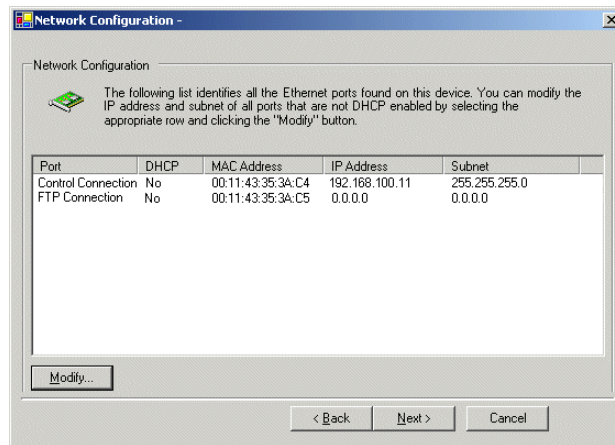 Network Configuration -
Network Configuration
The following list identifies all the Ethernet ports found on this device. You can modify the
IP address and subnet of all ports that are not DHCP enabled by selecting the
appropriate row and clicking the "Modify" button.
Port DHCP MAC Address IP Address Subnet
Control Connection No 00:11:43:35:3A:C4 192.168.100.11 255.255.255.0
FTP Connection No 00:11:43:35:3A:C5 0.0.0.0 0.0.0.0
Modify...
< Back Next > Cancel